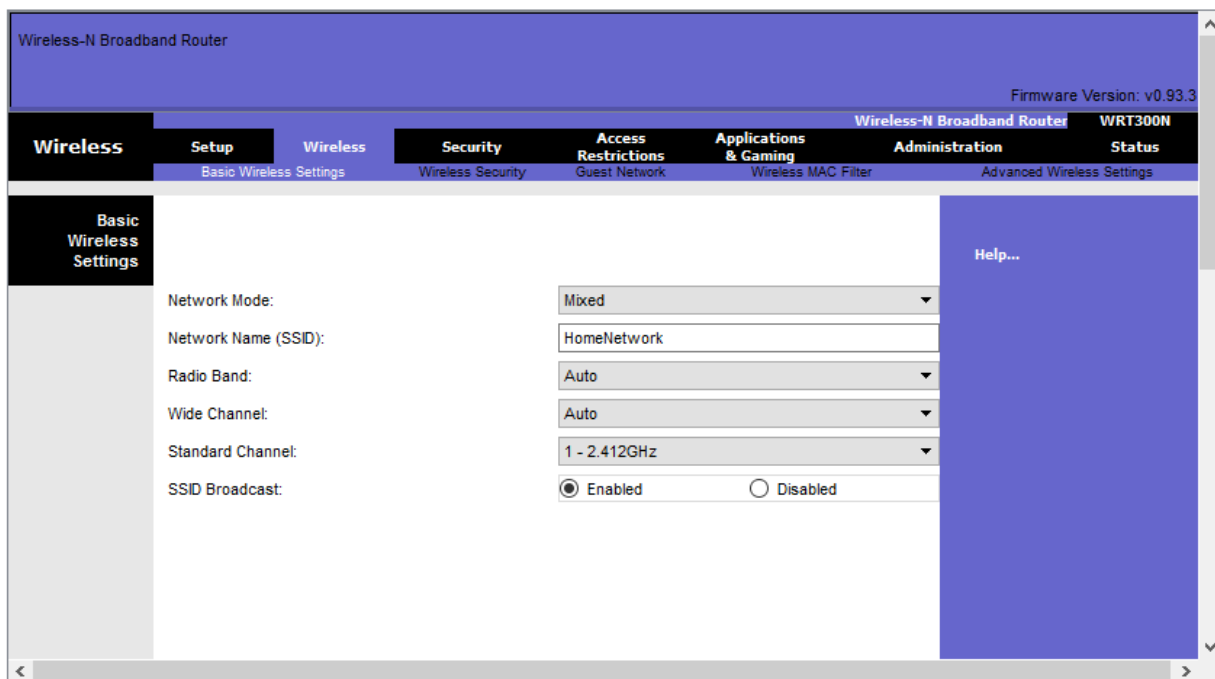 Wireless-N Broadband Router
Firmware Version: v0.93.3
Wireless-N Broadband Router WRT300N
Wireless
Setup Wireless Security Access Restrictions Applications & Gaming Administration Status
Basic Wireless Settings Wireless Security Guest Network Wireless MAC Filter Advanced Wireless Settings
Basic
Wireless
Settings
Help...
Network Mode: Mixed
Network Name (SSID): HomeNetwork
Radio Band: Auto
Wide Channel: Auto
Standard Channel: 1 - 2.412GHz
SSID Broadcast: Enabled Disabled